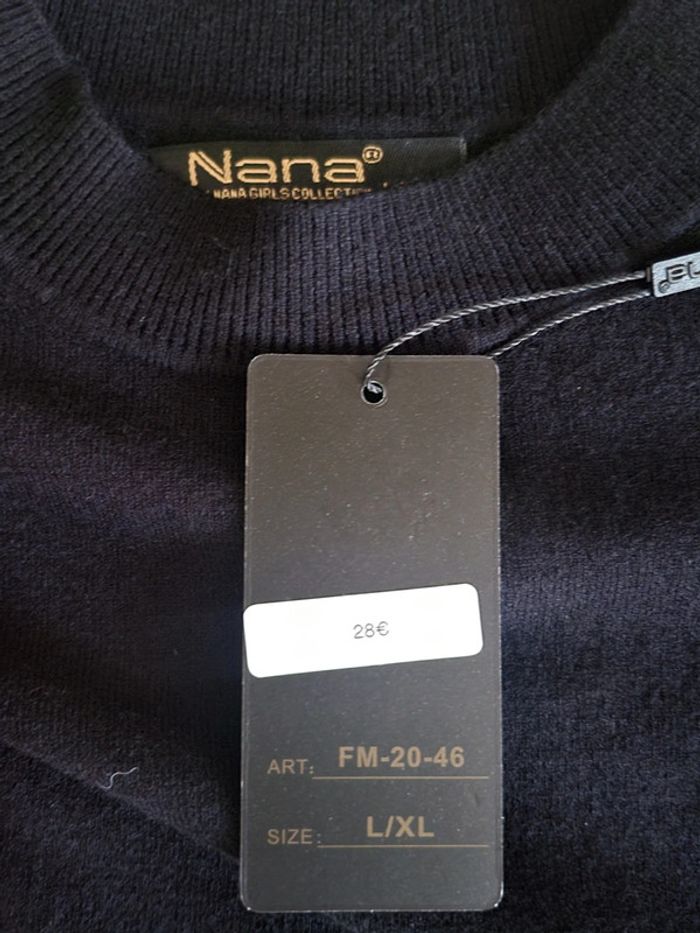 Nana®
NANA GIRLS COLLECTION
28€
ART: FM-20-46
SIZE: L/XL